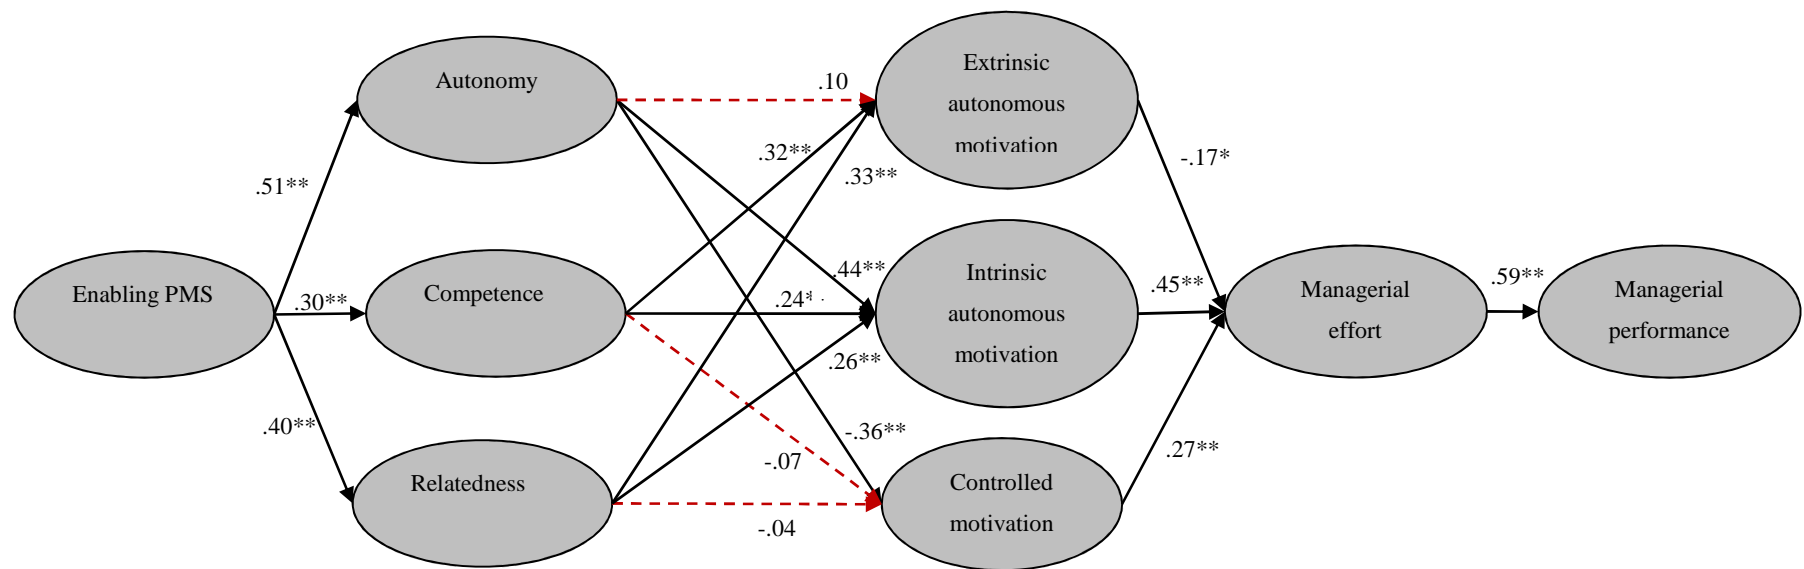 Enabling PMS
.51**
.30**
.40**
Autonomy
Competence
Relatedness
.10
.32**
.33**
.44**
.24*
.26**
-.36**
-.07
-.04
Extrinsic
autonomous
motivation
Intrinsic
autonomous
motivation
Controlled
motivation
-.17*
.45**
.27**
Managerial
effort
.59**
Managerial
performance